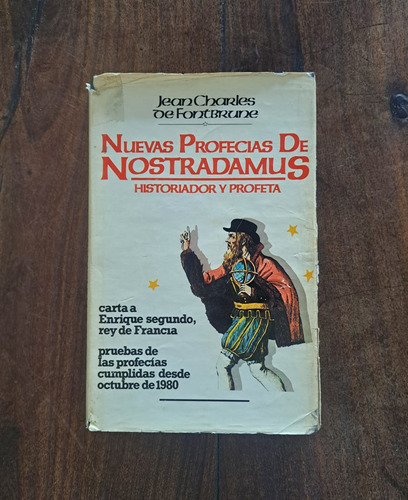 Jean Charles
de Fontbrune
Nuevas Profecias De
Nostradamus
Historiador y Profeta
carta a
Enrique segundo,
rey de Francia
pruebas de
las profecías
cumplidas desde
octubre de 1980